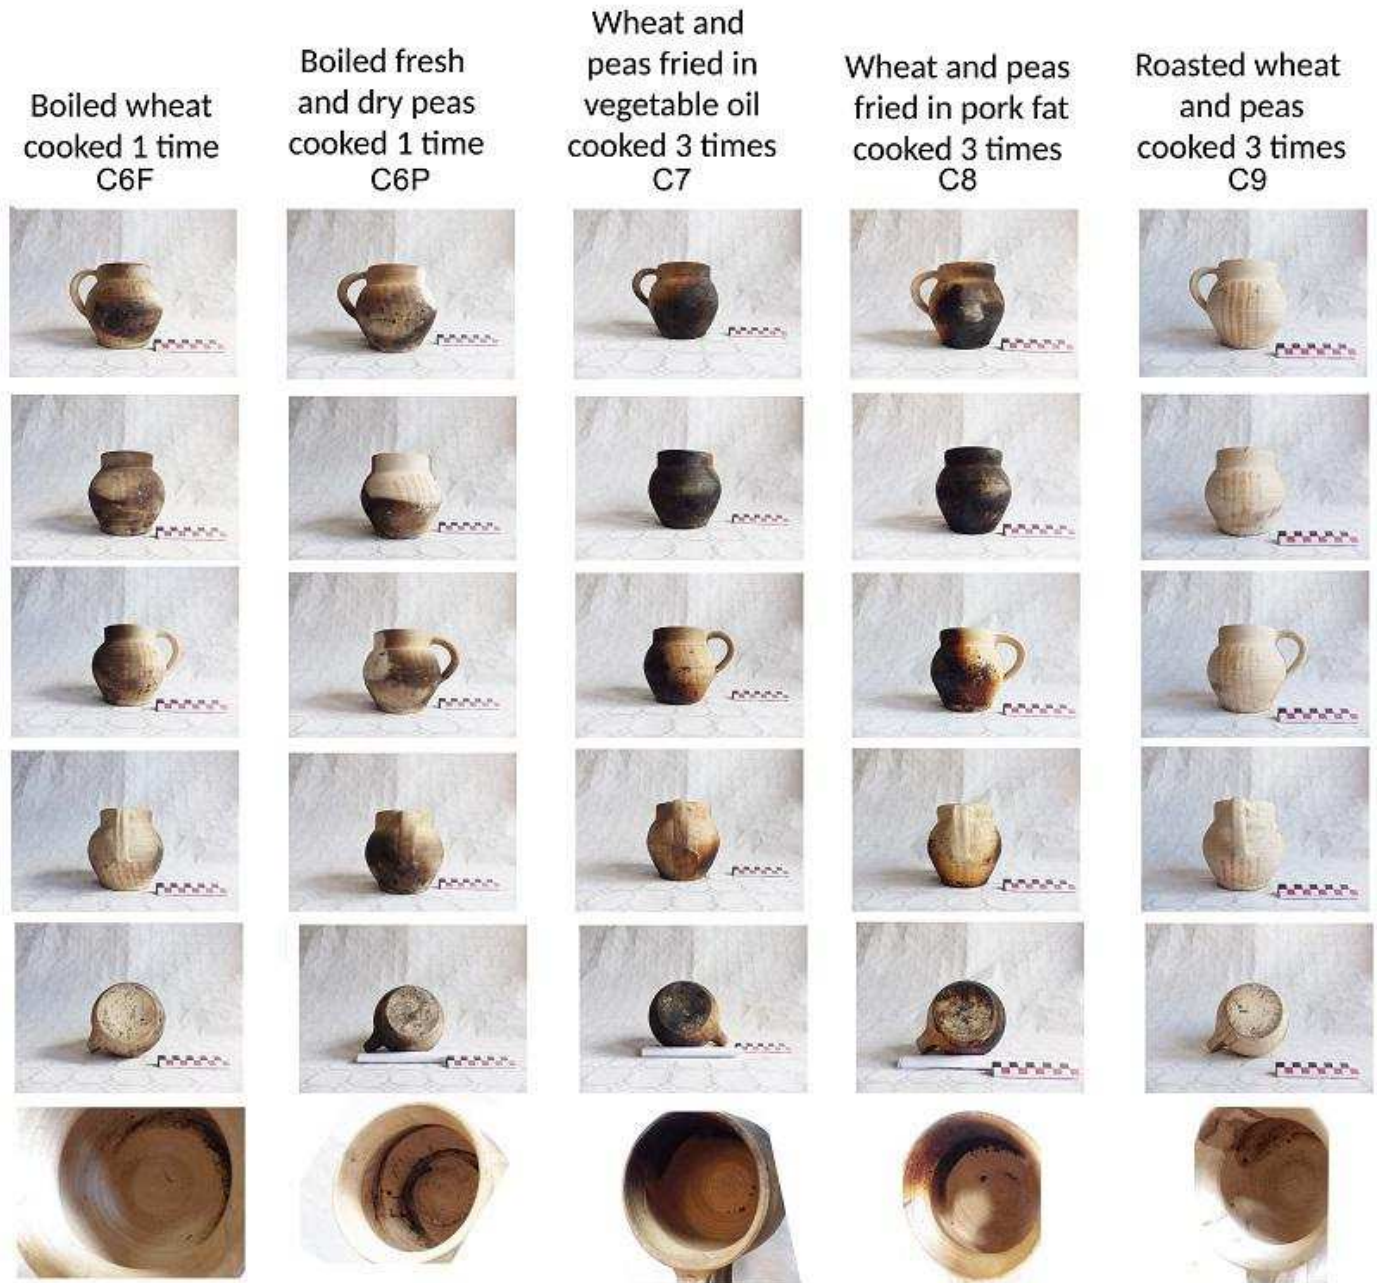 Boiled wheat
cooked 1 time
C6F
Boiled fresh
and dry peas
cooked 1 time
C6P
Wheat and
peas fried in
vegetable oil
cooked 3 times
C7
Wheat and peas
fried in pork fat
cooked 3 times
C8
Roasted wheat
and peas
cooked 3 times
C9